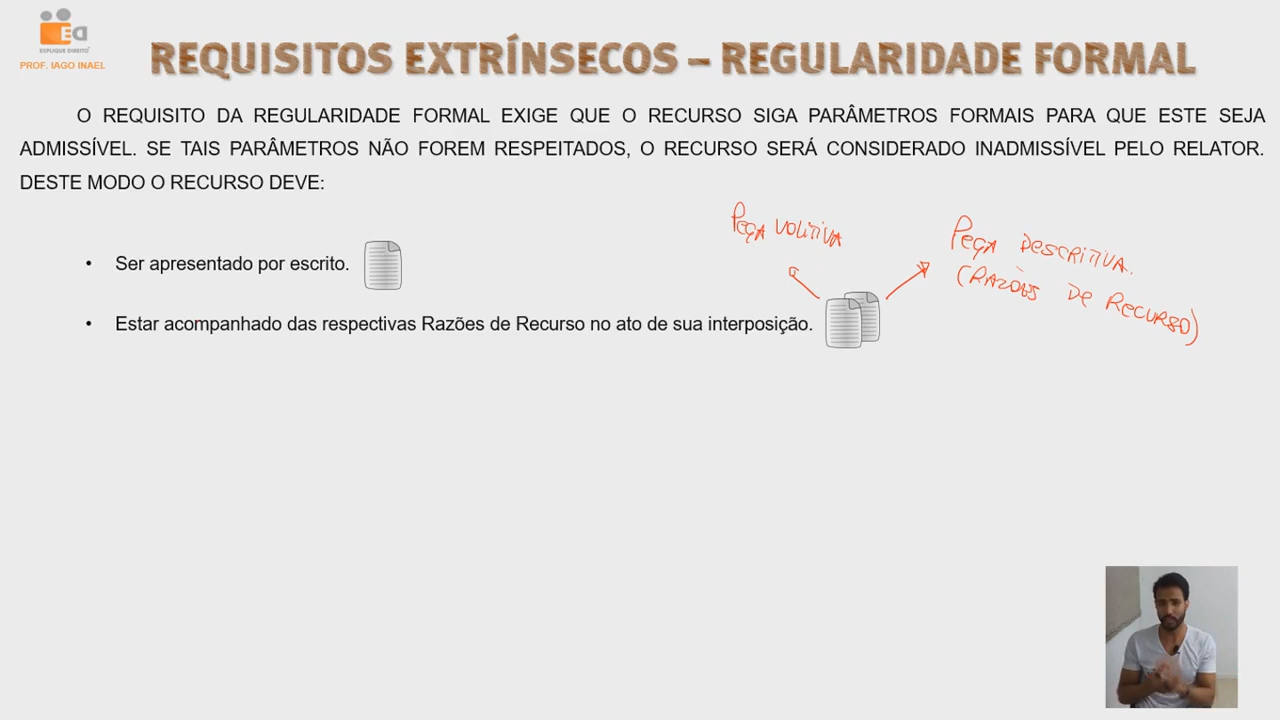 ED
EXPLIQUE DIREITO
PROF. IAGO INAEL
REQUISITOS EXTRÍNSECOS – REGULARIDADE FORMAL
O REQUISITO DA REGULARIDADE FORMAL EXIGE QUE O RECURSO SIGA PARÂMETROS FORMAIS PARA QUE ESTE SEJA
ADMISSÍVEL. SE TAIS PARÂMETROS NÃO FOREM RESPEITADOS, O RECURSO SERÁ CONSIDERADO INADMISSÍVEL PELO RELATOR.
DESTE MODO O RECURSO DEVE:
PEÇA VOLITIVA
PEÇA DESCRITIVA.
(RAZÕES DE RECURSO)
• Ser apresentado por escrito.
• Estar acompanhado das respectivas Razões de Recurso no ato de sua interposição.